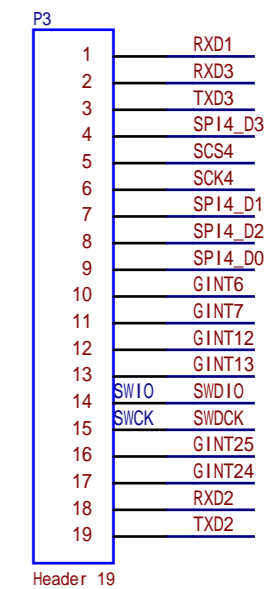 P3
1 RXD1
2 RXD3
3 TXD3
4 SPI4_D3
5 SCS4
6 SCK4
7 SPI4_D1
8 SPI4_D2
9 SPI4_D0
10 GINT6
11 GINT7
12 GINT12
13 GINT13
14 SWIO SWDIO
15 SWCK SWDCK
16 GINT25
17 GINT24
18 RXD2
19 TXD2
Header 19